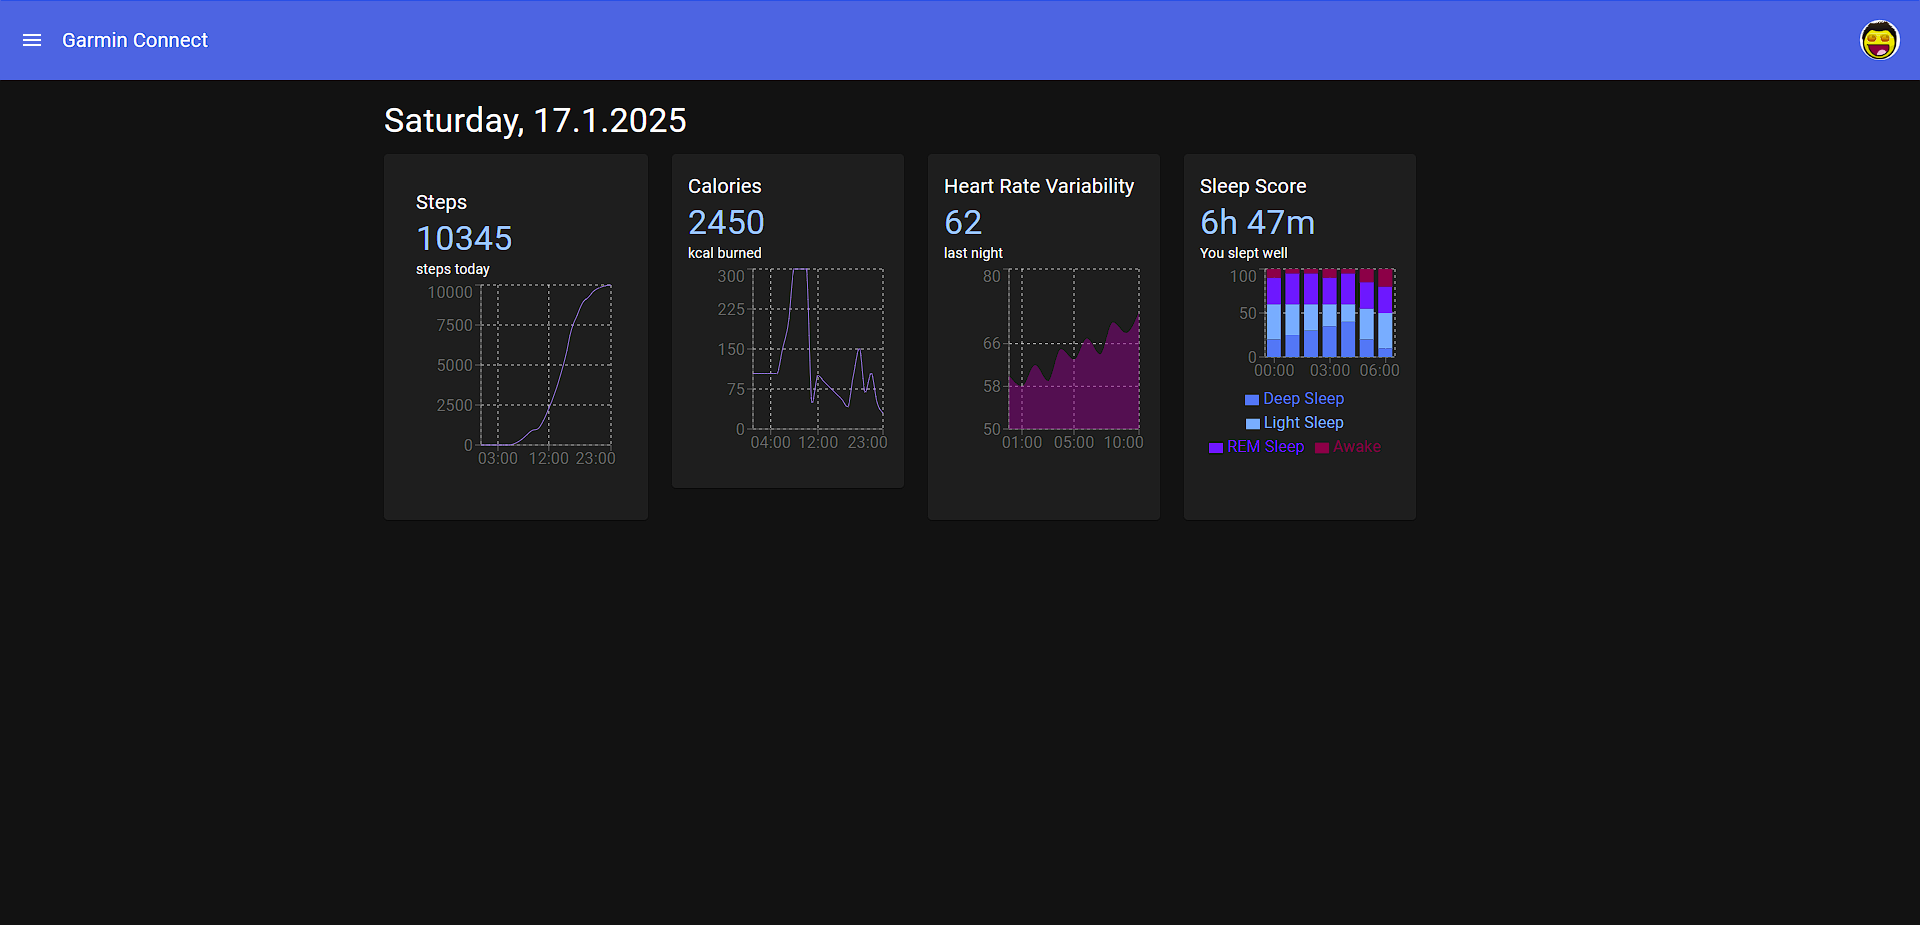 Garmin Connect
Saturday, 17.1.2025
Steps
10345
steps today
10000
7500
5000
2500
0
03:00 12:00 23:00
Calories
2450
kcal burned
300
225
150
75
0
04:00 12:00 23:00
Heart Rate Variability
62
last night
80
66
58
50
01:00 05:00 10:00
Sleep Score
6h 47m
You slept well
100
50
0
00:00 03:00 06:00
Deep Sleep
Light Sleep
REM Sleep Awake